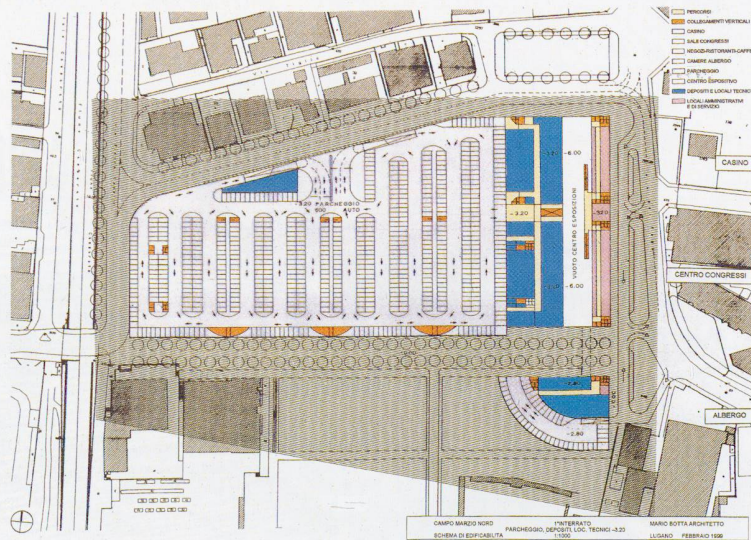 PERCORSI
COLLEGAMENTI VERTICALI
CASINO
SALE CONGRESSI
NEGOZI-RISTORANTI-CAFFE
CAMERE ALBERGO
PARCHEGGIO
CENTRO ESPOSITIVO
DEPOSITI E LOCALI TECNICI
LOCALI AMMINISTRATIVI
E DI SERVIZIO
CASINO
-6.00
-3.20 PARCHEGGIO
600 AUTO
-3.20
VUOTO CENTRO ESPOSIZIONI
CENTRO CONGRESSI
-6.00
-2.80
ALBERGO
-2.80
CAMPO MARZIO NORD
SCHEMA DI EDIFICABILITA
1°INTERRATO
PARCHEGGIO, DEPOSITI, LOC. TECNICI -3.20
1:1000
MARIO BOTTA ARCHITETTO
LUGANO FEBBRAIO 1999